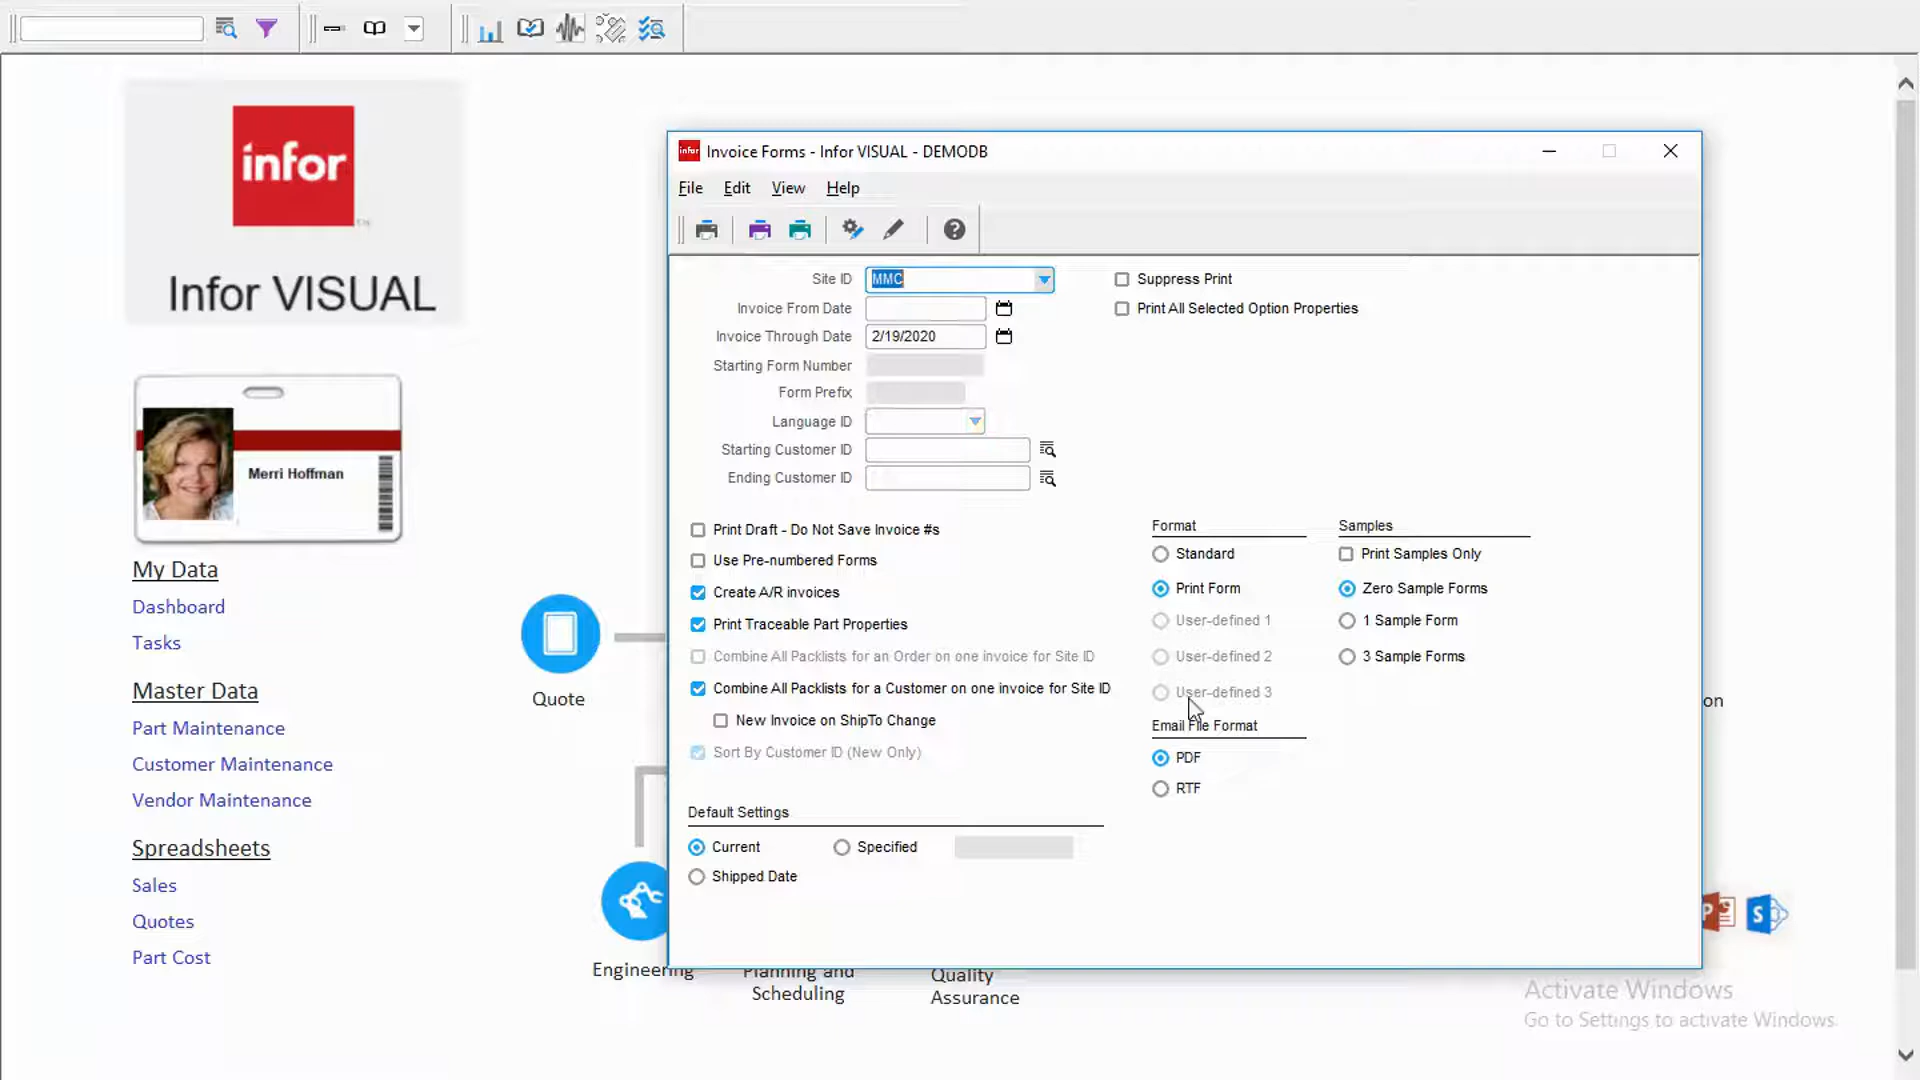 infor
Infor VISUAL
Merri Hoffman
My Data
Dashboard
Tasks
Master Data
Part Maintenance
Customer Maintenance
Vendor Maintenance
Spreadsheets
Sales
Quotes
Part Cost
Quote
Engineering
Planning and
Scheduling
Quality
Assurance
on
infor
Invoice Forms - Infor VISUAL - DEMODB
File Edit View Help
Site ID MMC
Suppress Print
Invoice From Date
Print All Selected Option Properties
Invoice Through Date 2/19/2020
Starting Form Number
Form Prefix
Language ID
Starting Customer ID
Ending Customer ID
Print Draft - Do Not Save Invoice #s
Use Pre-numbered Forms
Create A/R invoices
Print Traceable Part Properties
Combine All Packlists for an Order on one invoice for Site ID
Combine All Packlists for a Customer on one invoice for Site ID
New Invoice on ShipTo Change
Sort By Customer ID (New Only)
Format
Standard
Print Form
User-defined 1
User-defined 2
User-defined 3
Samples
Print Samples Only
Zero Sample Forms
1 Sample Form
3 Sample Forms
Email File Format
PDF
RTF
Default Settings
Current
Specified
Shipped Date
P
S
Activate Windows
Go to Settings to activate Windows.